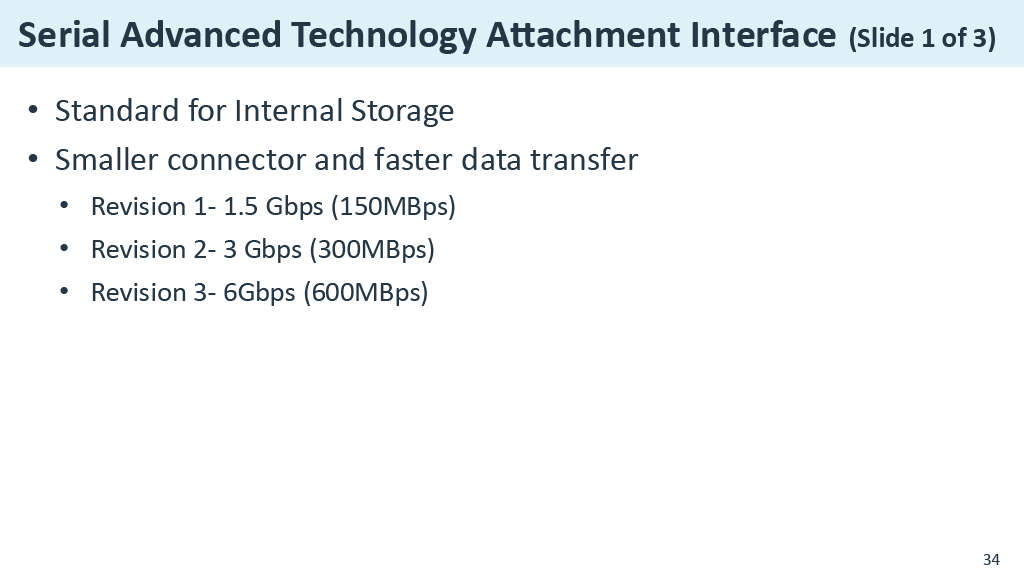 Serial Advanced Technology Attachment Interface (Slide 1 of 3)
• Standard for Internal Storage
• Smaller connector and faster data transfer
• Revision 1- 1.5 Gbps (150MBps)
• Revision 2- 3 Gbps (300MBps)
• Revision 3- 6Gbps (600MBps)
34